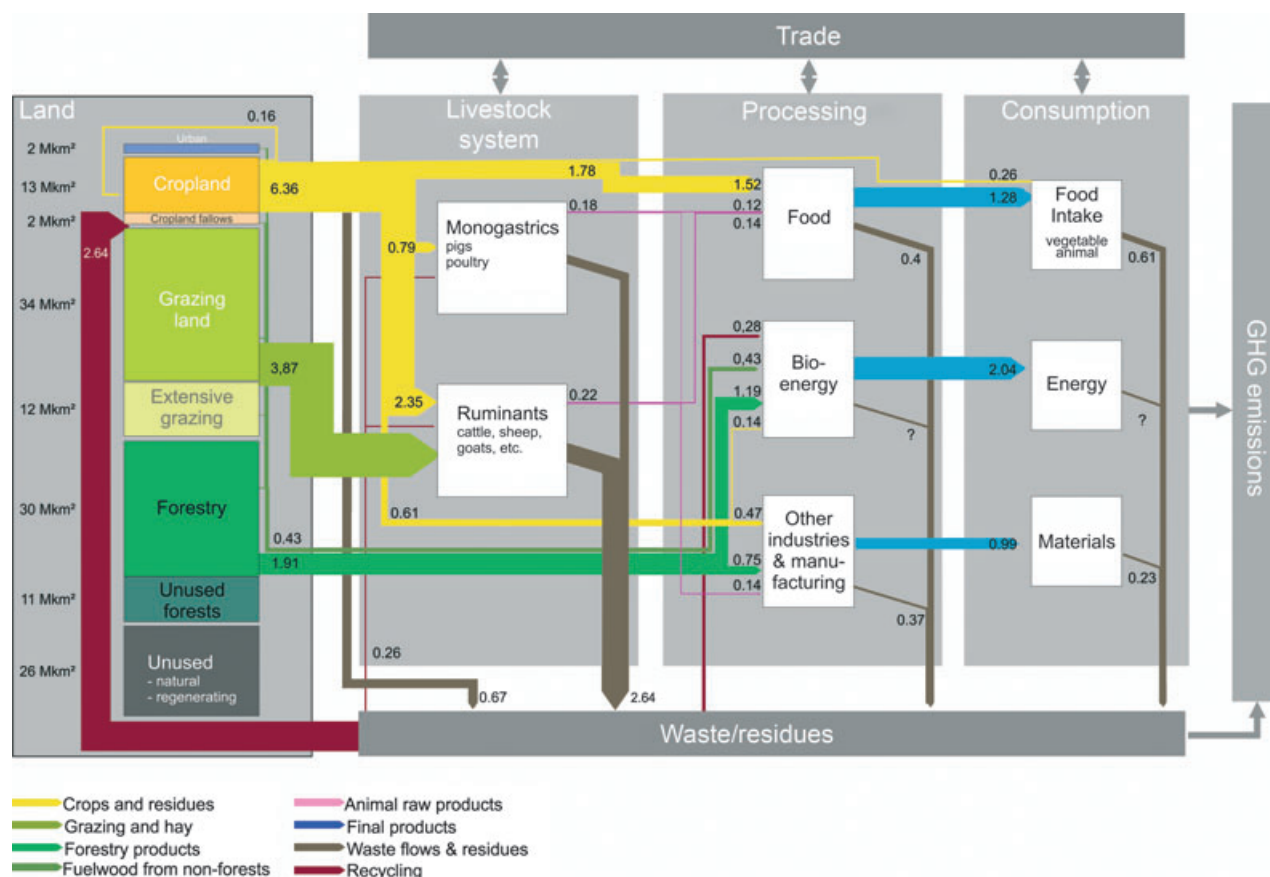 Trade
Land
Livestock
system
Processing
Consumption
GHG emissions
0.16
2 Mkm²
Urban
13 Mkm²
Cropland
6.36
1.78
1.52
0.26
2 Mkm²
Cropland fallows
2.64
34 Mkm²
Grazing
land
3,87
12 Mkm²
Extensive
grazing
30 Mkm²
Forestry
0.43
1.91
11 Mkm²
Unused
forests
26 Mkm²
Unused
- natural
- regenerating
0.79
Monogastrics
pigs
poultry
0.18
2.35
Ruminants
cattle, sheep,
goats, etc.
0.22
0.61
0.26
0.67
2.64
0.12
0.14
Food
0.4
0,28
0,43
1.19
0.14
Bio-
energy
?
0.47
0.75
0.14
Other
industries
& manu-
facturing
0.37
1.28
Food
Intake
vegetable
animal
0.61
2.04
Energy
?
0.99
Materials
0.23
Waste/residues
Crops and residues
Grazing and hay
Forestry products
Fuelwood from non-forests
Animal raw products
Final products
Waste flows & residues
Recycling